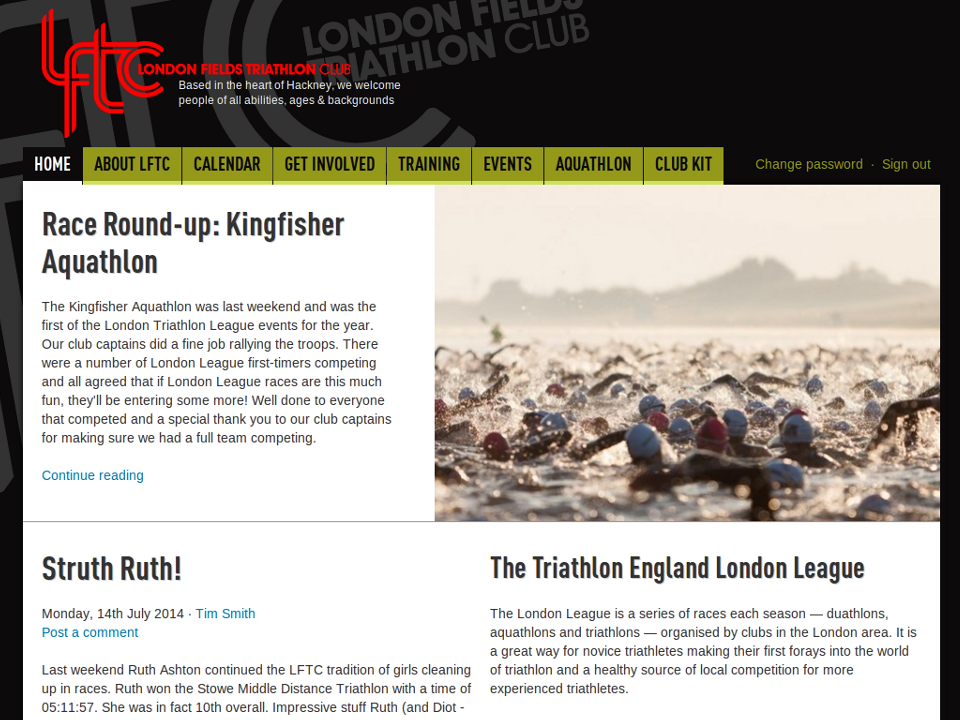 LONDON FIELDS
TRIATHLON CLUB
lftc
LONDON FIELDS TRIATHLON CLUB
Based in the heart of Hackney, we welcome
people of all abilities, ages & backgrounds
HOME ABOUT LFTC CALENDAR GET INVOLVED TRAINING EVENTS AQUATHLON CLUB KIT Change password · Sign out
Race Round-up: Kingfisher
Aquathlon
The Kingfisher Aquathlon was last weekend and was the
first of the London Triathlon League events for the year.
Our club captains did a fine job rallying the troops. There
were a number of London League first-timers competing
and all agreed that if London League races are this much
fun, they'll be entering some more! Well done to everyone
that competed and a special thank you to our club captains
for making sure we had a full team competing.
Continue reading
Struth Ruth!
Monday, 14th July 2014 · Tim Smith
Post a comment
Last weekend Ruth Ashton continued the LFTC tradition of girls cleaning
up in races. Ruth won the Stowe Middle Distance Triathlon with a time of
05:11:57. She was in fact 10th overall. Impressive stuff Ruth (and Diot -
The Triathlon England London League
The London League is a series of races each season — duathlons,
aquathlons and triathlons — organised by clubs in the London area. It is
a great way for novice triathletes making their first forays into the world
of triathlon and a healthy source of local competition for more
experienced triathletes.